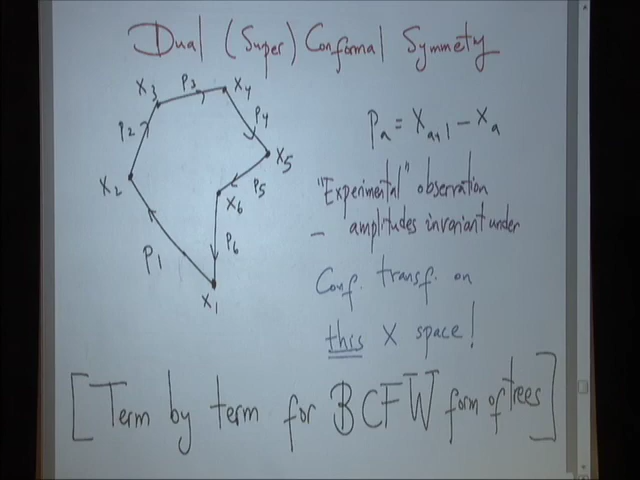 Dual (Super) Conformal Symmety
X3 P3 X4
P2 P4
X2 X5
P5
X6
P1 P6
X1
Pa = Xa+1 - Xa
"Experimental" observation
- amplitudes invariant under
Conf. transf. on
this X space!
[Term by term for BCFW form of trees]